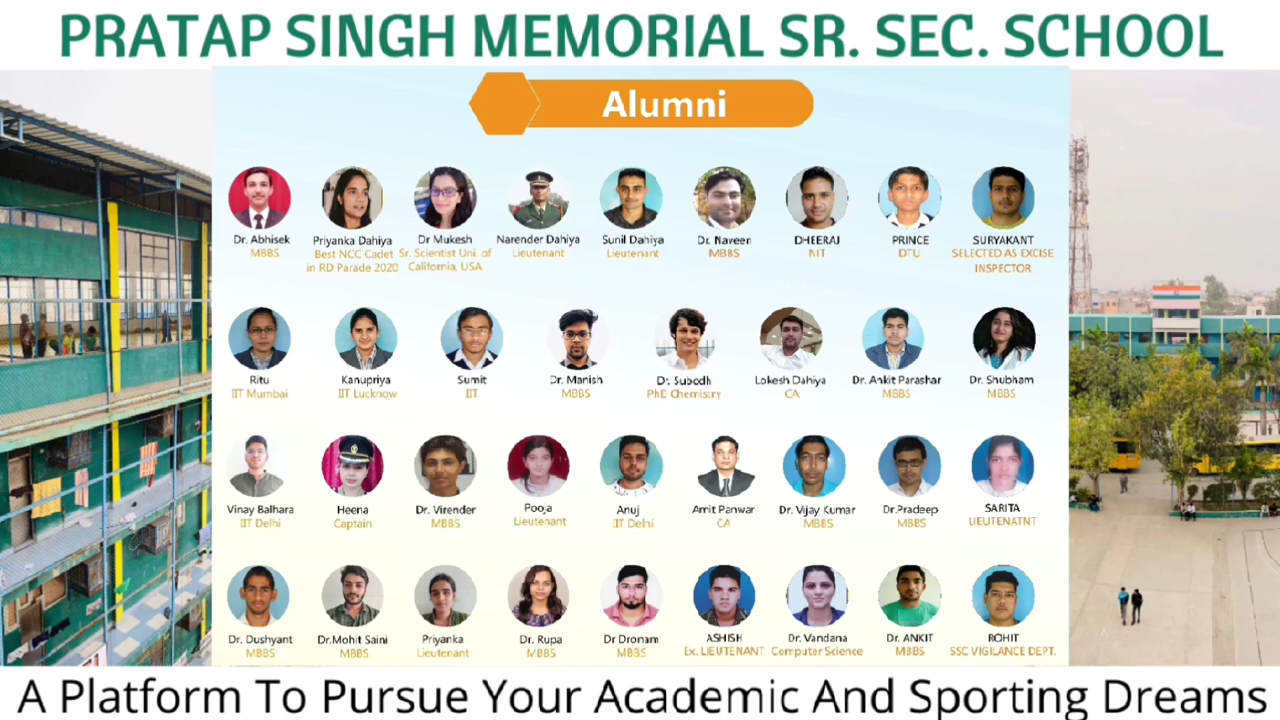 PRATAP SINGH MEMORIAL SR. SEC. SCHOOL
Alumni
Dr. Abhisek
MBBS
Priyanka Dahiya
Best NCC Cadet
in RD Parade 2020
Dr Mukesh
Sr. Scientist Uni. of
California, USA
Narender Dahiya
Lieutenant
Sunil Dahiya
Lieutenant
Dr. Naveen
MBBS
DHEERAJ
NIT
PRINCE
DTU
SURYAKANT
SELECTED AS EXCISE
INSPECTOR
Ritu
IIT Mumbai
Kanupriya
IIT Lucknow
Sumit
IIT
Dr. Manish
MBBS
Dr. Subodh
PhD Chemistry
Lokesh Dahiya
CA
Dr. Ankit Parashar
MBBS
Dr. Shubham
MBBS
Vinay Balhara
IIT Delhi
Heena
Captain
Dr. Virender
MBBS
Pooja
Lieutenant
Anuj
IIT Delhi
Amit Panwar
CA
Dr. Vijay Kumar
MBBS
Dr.Pradeep
MBBS
SARITA
LIEUTENATNT
Dr. Dushyant
MBBS
Dr.Mohit Saini
MBBS
Priyanka
Lieutenant
Dr. Rupa
MBBS
Dr Dronam
MBBS
ASHISH
Ex. LIEUTENANT
Dr. Vandana
Computer Science
Dr. ANKIT
MBBS
ROHIT
SSC VIGILANCE DEPT.
A Platform To Pursue Your Academic And Sporting Dreams